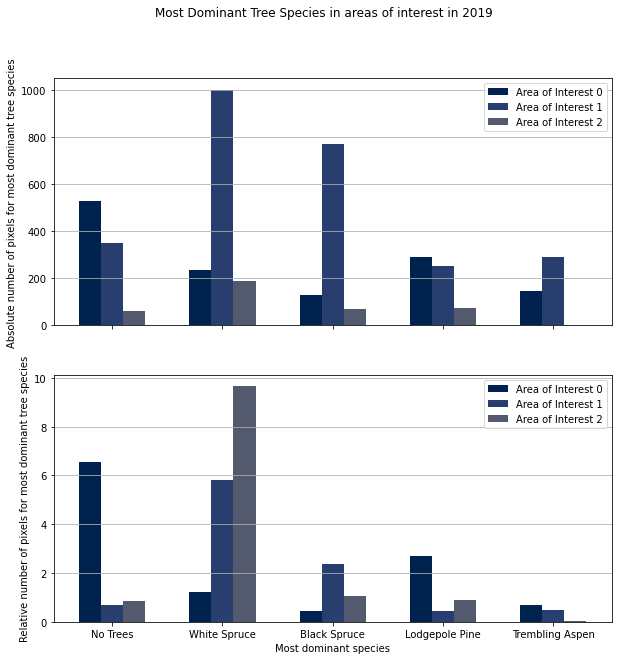 Most Dominant Tree Species in areas of interest in 2019
Absolute number of pixels for most dominant tree species
1000
800
600
400
200
0
Area of Interest 0
Area of Interest 1
Area of Interest 2
Relative number of pixels for most dominant tree species
10
8
6
4
2
0
Area of Interest 0
Area of Interest 1
Area of Interest 2
No Trees
White Spruce
Black Spruce
Lodgepole Pine
Trembling Aspen
Most dominant species